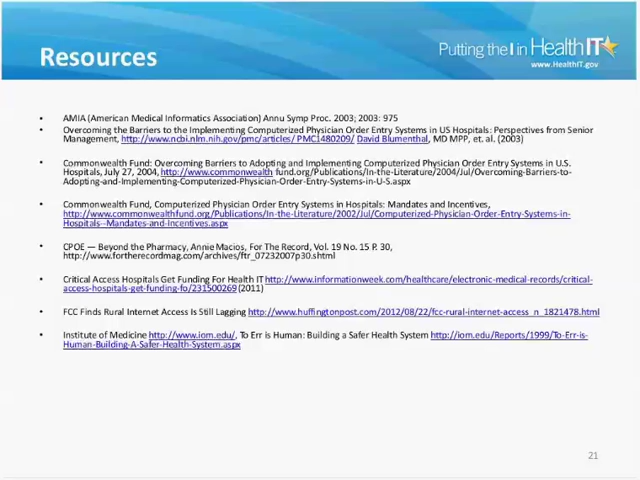 Resources
Putting the I in HealthIT
www.HealthIT.gov
• AMIA (American Medical Informatics Association) Annu Symp Proc. 2003; 2003: 975
• Overcoming the Barriers to the Implementing Computerized Physician Order Entry Systems in US Hospitals: Perspectives from Senior
Management, http://www.ncbi.nlm.nih.gov/pmc/articles/ PMC1480209/ David Blumenthal, MD MPP, et. al. (2003)
• Commonwealth Fund: Overcoming Barriers to Adopting and Implementing Computerized Physician Order Entry Systems in U.S.
Hospitals, July 27, 2004, http://www.commonwealth fund.org/Publications/In-the-Literature/2004/Jul/Overcoming-Barriers-to-
Adopting-and-Implementing-Computerized-Physician-Order-Entry-Systems-in-U-S.aspx
• Commonwealth Fund, Computerized Physician Order Entry Systems in Hospitals: Mandates and Incentives,
http://www.commonwealthfund.org/Publications/In-the-Literature/2002/Jul/Computerized-Physician-Order-Entry-Systems-in-
Hospitals--Mandates-and-Incentives.aspx
• CPOE — Beyond the Pharmacy, Annie Macios, For The Record, Vol. 19 No. 15 P. 30,
http://www.fortherecordmag.com/archives/ftr_07232007p30.shtml
• Critical Access Hospitals Get Funding For Health IT http://www.informationweek.com/healthcare/electronic-medical-records/critical-
access-hospitals-get-funding-fo/231500269 (2011)
• FCC Finds Rural Internet Access Is Still Lagging http://www.huffingtonpost.com/2012/08/22/fcc-rural-internet-access_n_1821478.html
• Institute of Medicine http://www.iom.edu/, To Err is Human: Building a Safer Health System http://iom.edu/Reports/1999/To-Err-is-
Human-Building-A-Safer-Health-System.aspx
21